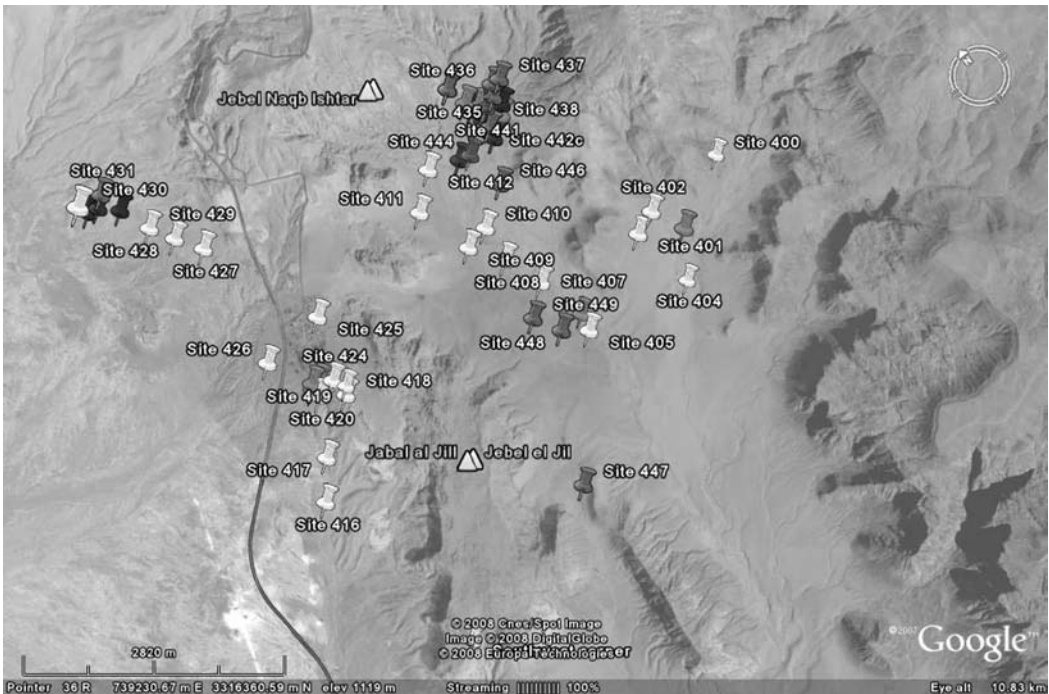 Site 436
Site 437
Jebel Naqb Ishtar
Site 435
Site 438
Site 444
Site 441
Site 442c
Site 400
Site 431
Site 430
Site 412
Site 446
Site 402
Site 411
Site 410
Site 429
Site 428
Site 401
Site 427
Site 409
Site 408
Site 407
Site 404
Site 449
Site 425
Site 448
Site 405
Site 426
Site 424
Site 418
Site 419
Site 420
Jabal al Jill
Jebel el Jil
Site 417
Site 447
Site 416
N
© 2008 Cnes/Spot Image
Image © 2008 DigitalGlobe
© 2008 Europa Technologies
©2007 Google™
2820 m
Pointer 36 R 739230.67 m E 3316360.59 m N elev 1119 m Streaming |||||||||| 100% Eye alt 10.83 km